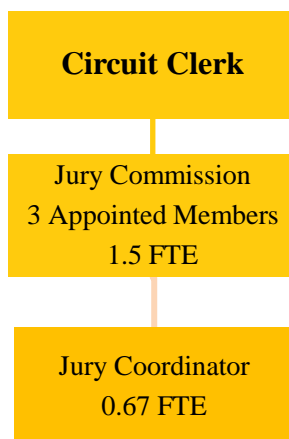 Circuit Clerk
Jury Commission
3 Appointed Members
1.5 FTE
Jury Coordinator
0.67 FTE